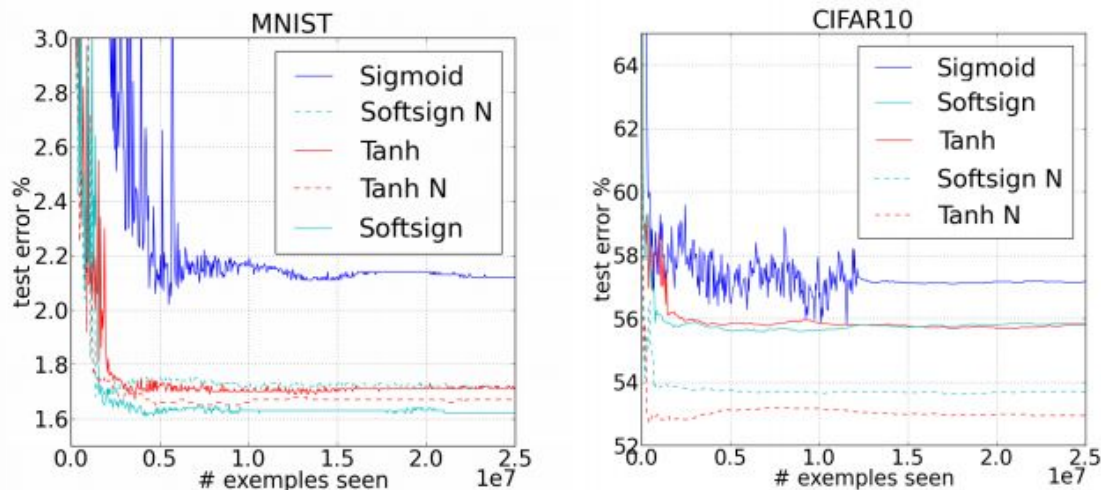 MNIST
3.0
2.8
2.6
2.4
2.2
2.0
1.8
1.6
test error %
Sigmoid
Softsign N
Tanh
Tanh N
Softsign
0.0 0.5 1.0 1.5 2.0 2.5
# exemples seen 1e7
CIFAR10
64
62
60
58
56
54
52
test error %
Sigmoid
Softsign
Tanh
Softsign N
Tanh N
0.0 0.5 1.0 1.5 2.0 2.5
# exemples seen 1e7